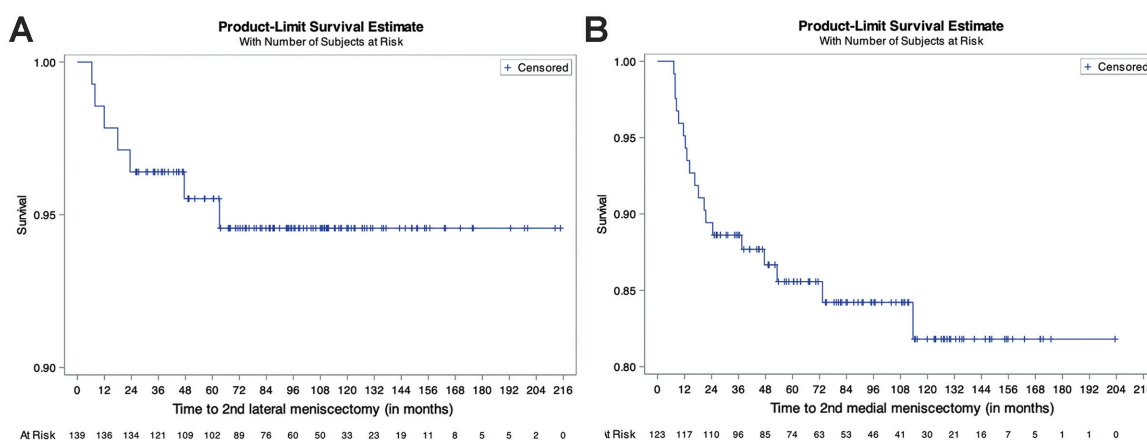 A
Product-Limit Survival Estimate
With Number of Subjects at Risk
+ Censored
1.00
0.95
0.90
Survival
0 12 24 36 48 60 72 84 96 108 120 132 144 156 168 180 192 204 216
Time to 2nd lateral meniscectomy (in months)
At Risk 139 136 134 121 109 102 89 76 60 50 33 23 19 11 8 5 5 2 0
B
Product-Limit Survival Estimate
With Number of Subjects at Risk
+ Censored
1.00
0.95
0.90
0.85
0.80
Survival
0 12 24 36 48 60 72 84 96 108 120 132 144 156 168 180 192 204 216
Time to 2nd medial meniscectomy (in months)
At Risk 123 117 110 96 85 74 63 53 46 41 30 21 16 7 5 1 1 0